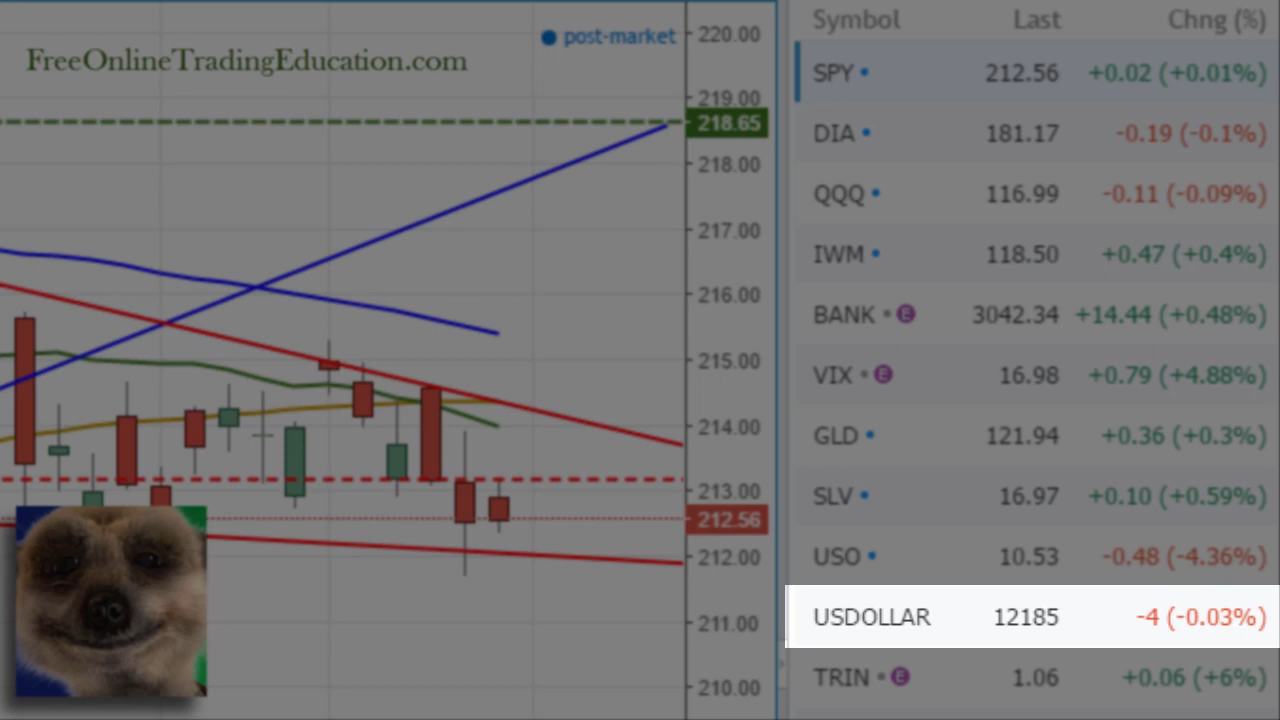 FreeOnlineTradingEducation.com
post-market
220.00
219.00
218.65
218.00
217.00
216.00
215.00
214.00
213.00
212.56
212.00
211.00
210.00
Symbol Last Chng (%)
SPY 212.56 +0.02 (+0.01%)
DIA 181.17 -0.19 (-0.1%)
QQQ 116.99 -0.11 (-0.09%)
IWM 118.50 +0.47 (+0.4%)
BANK E 3042.34 +14.44 (+0.48%)
VIX E 16.98 +0.79 (+4.88%)
GLD 121.94 +0.36 (+0.3%)
SLV 16.97 +0.10 (+0.59%)
USO 10.53 -0.48 (-4.36%)
USDOLLAR 12185 -4 (-0.03%)
TRIN E 1.06 +0.06 (+6%)